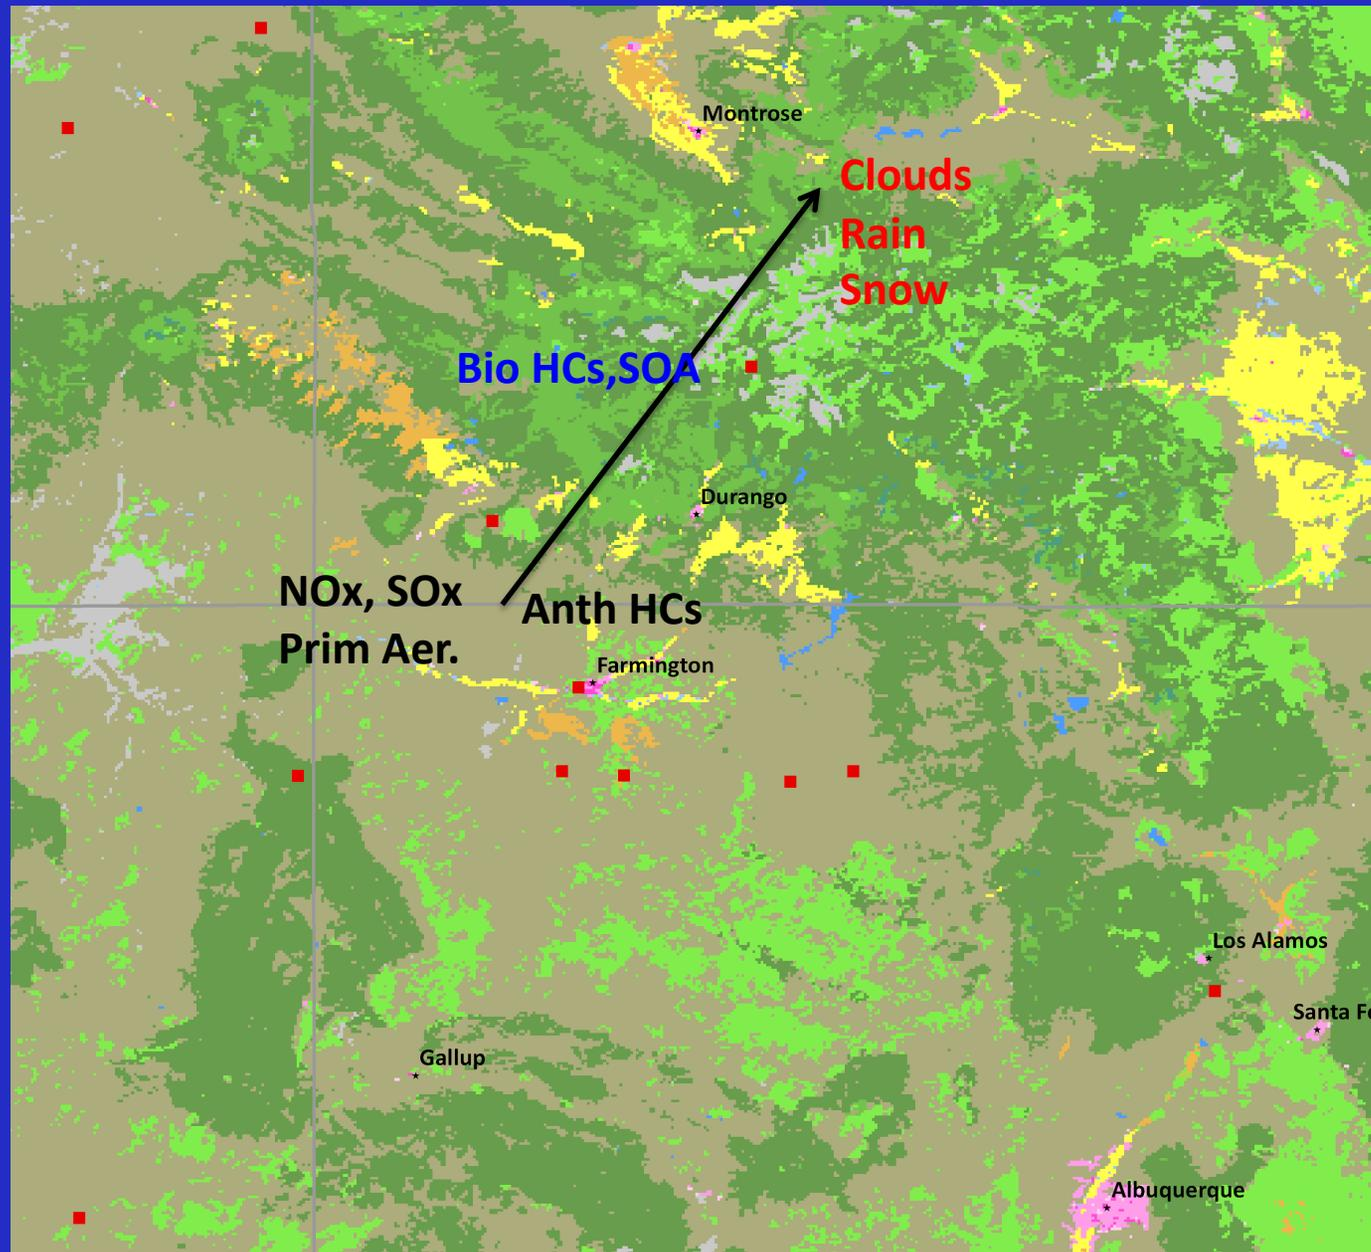 Montrose
Clouds
Rain
Snow
Bio HCs,SOA
Durango
NOx, SOx
Prim Aer.
Anth HCs
Farmington
Los Alamos
Santa Fe
Gallup
Albuquerque